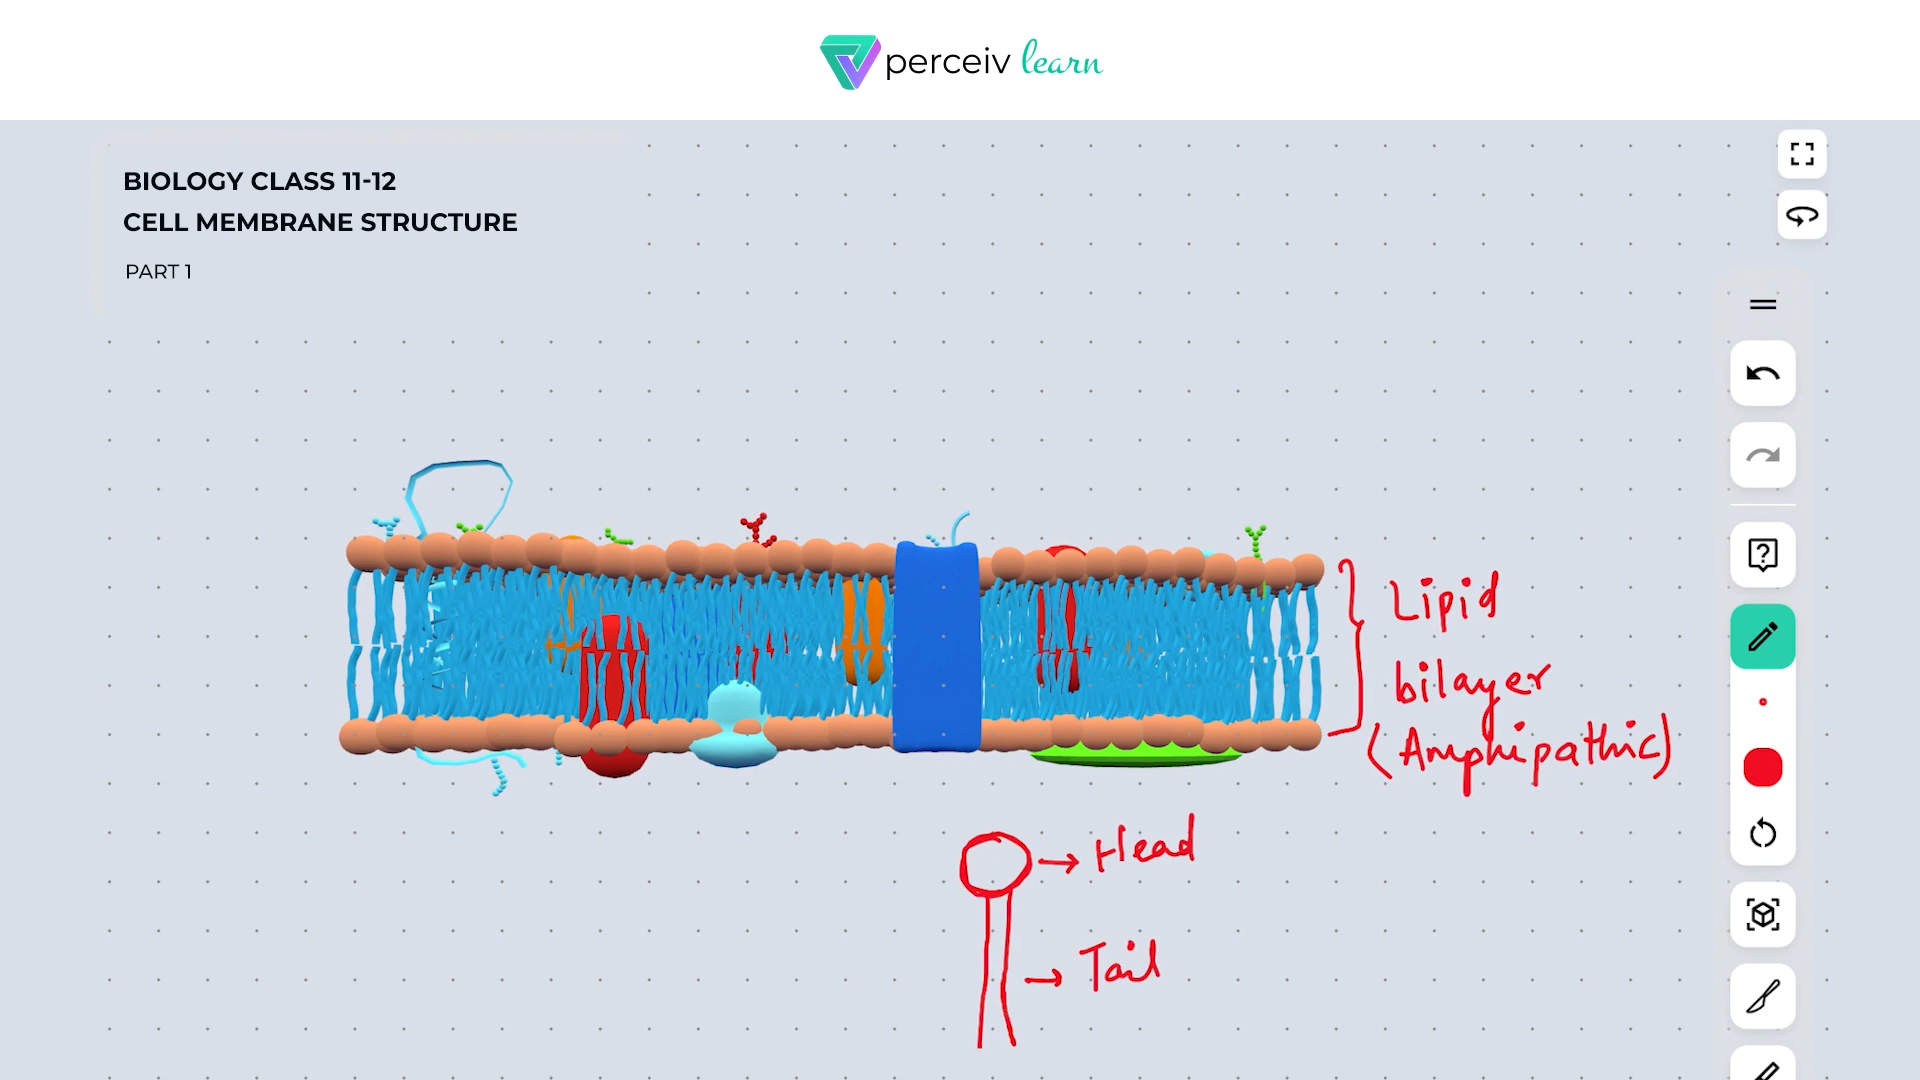 perceiv learn
BIOLOGY CLASS 11-12
CELL MEMBRANE STRUCTURE
PART 1
Lipid
bilayer
(Amphipathic)
Head
Tail